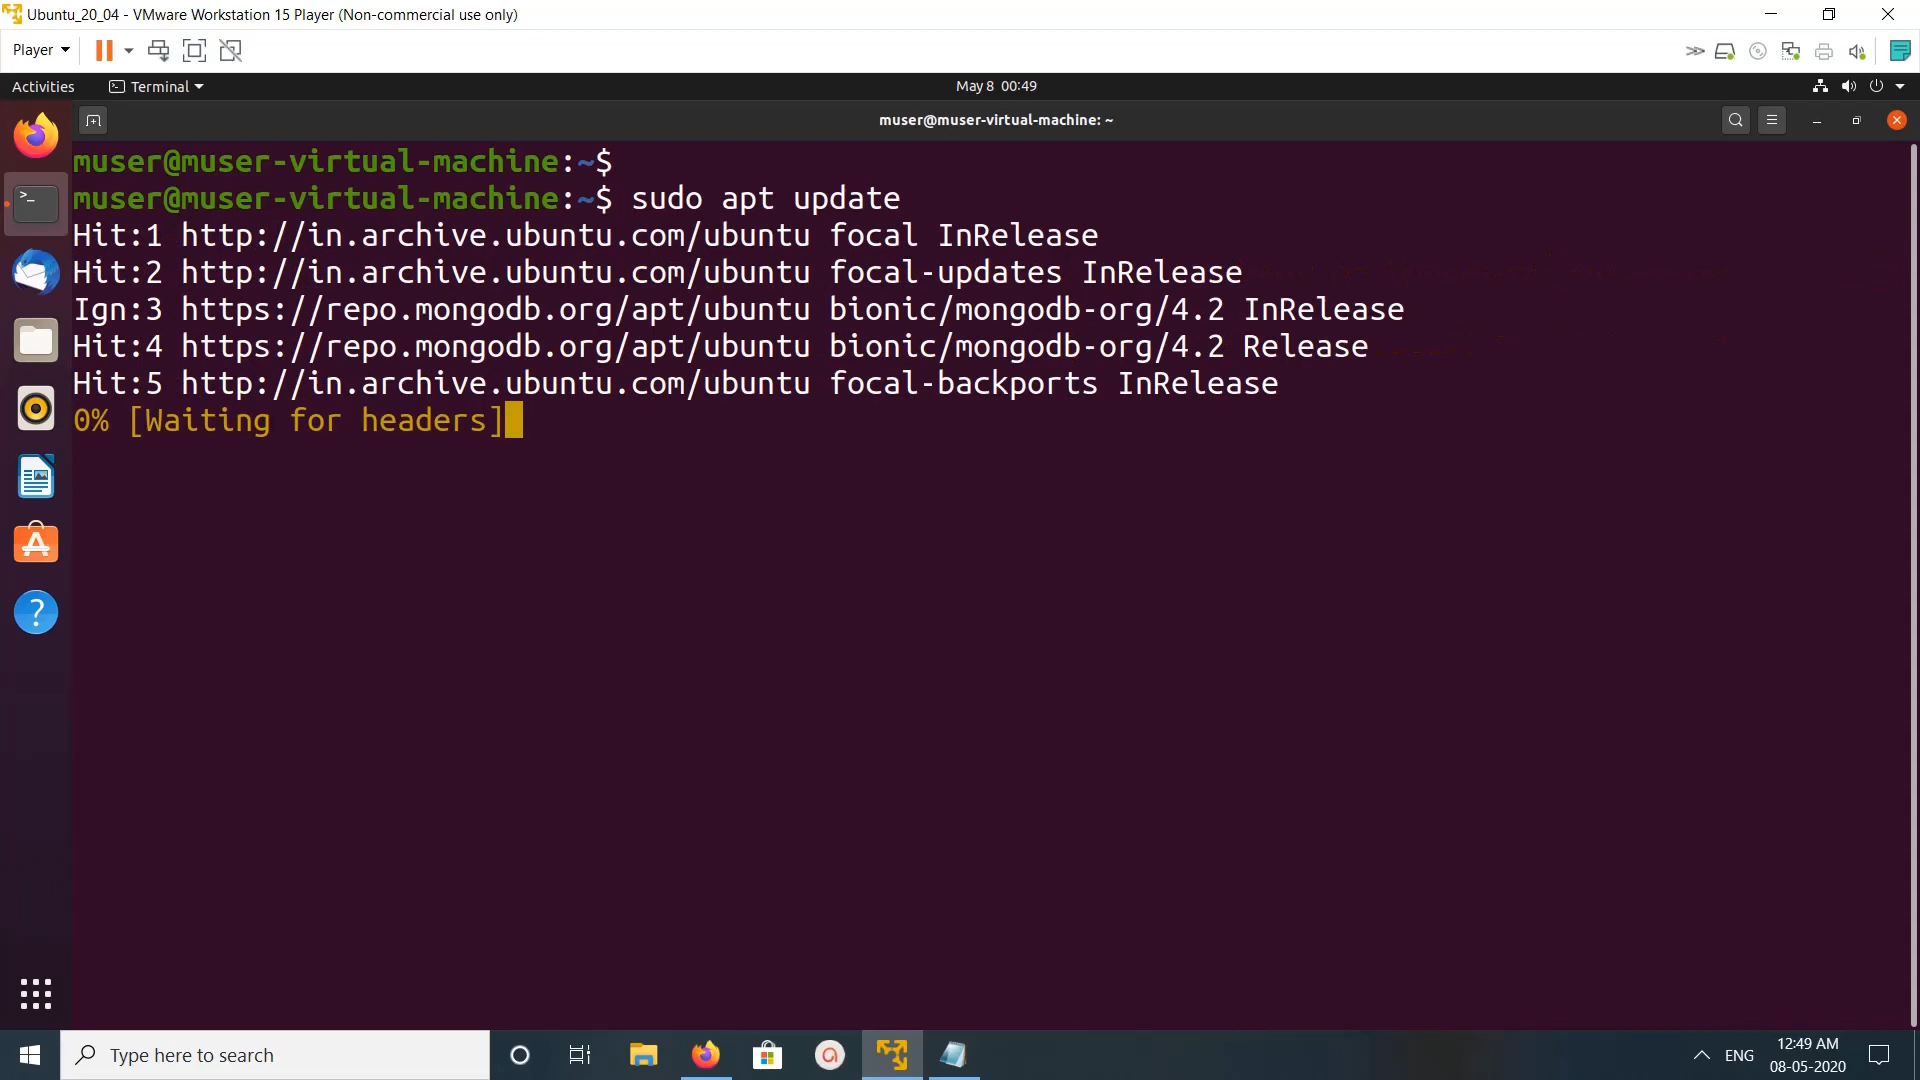 Ubuntu_20_04 - VMware Workstation 15 Player (Non-commercial use only)
Player
Activities
Terminal
May 8 00:49
muser@muser-virtual-machine: ~
muser@muser-virtual-machine:~$
muser@muser-virtual-machine:~$ sudo apt update
Hit:1 http://in.archive.ubuntu.com/ubuntu focal InRelease
Hit:2 http://in.archive.ubuntu.com/ubuntu focal-updates InRelease
Ign:3 https://repo.mongodb.org/apt/ubuntu bionic/mongodb-org/4.2 InRelease
Hit:4 https://repo.mongodb.org/apt/ubuntu bionic/mongodb-org/4.2 Release
Hit:5 http://in.archive.ubuntu.com/ubuntu focal-backports InRelease
0% [Waiting for headers]
Type here to search
ENG
12:49 AM
08-05-2020